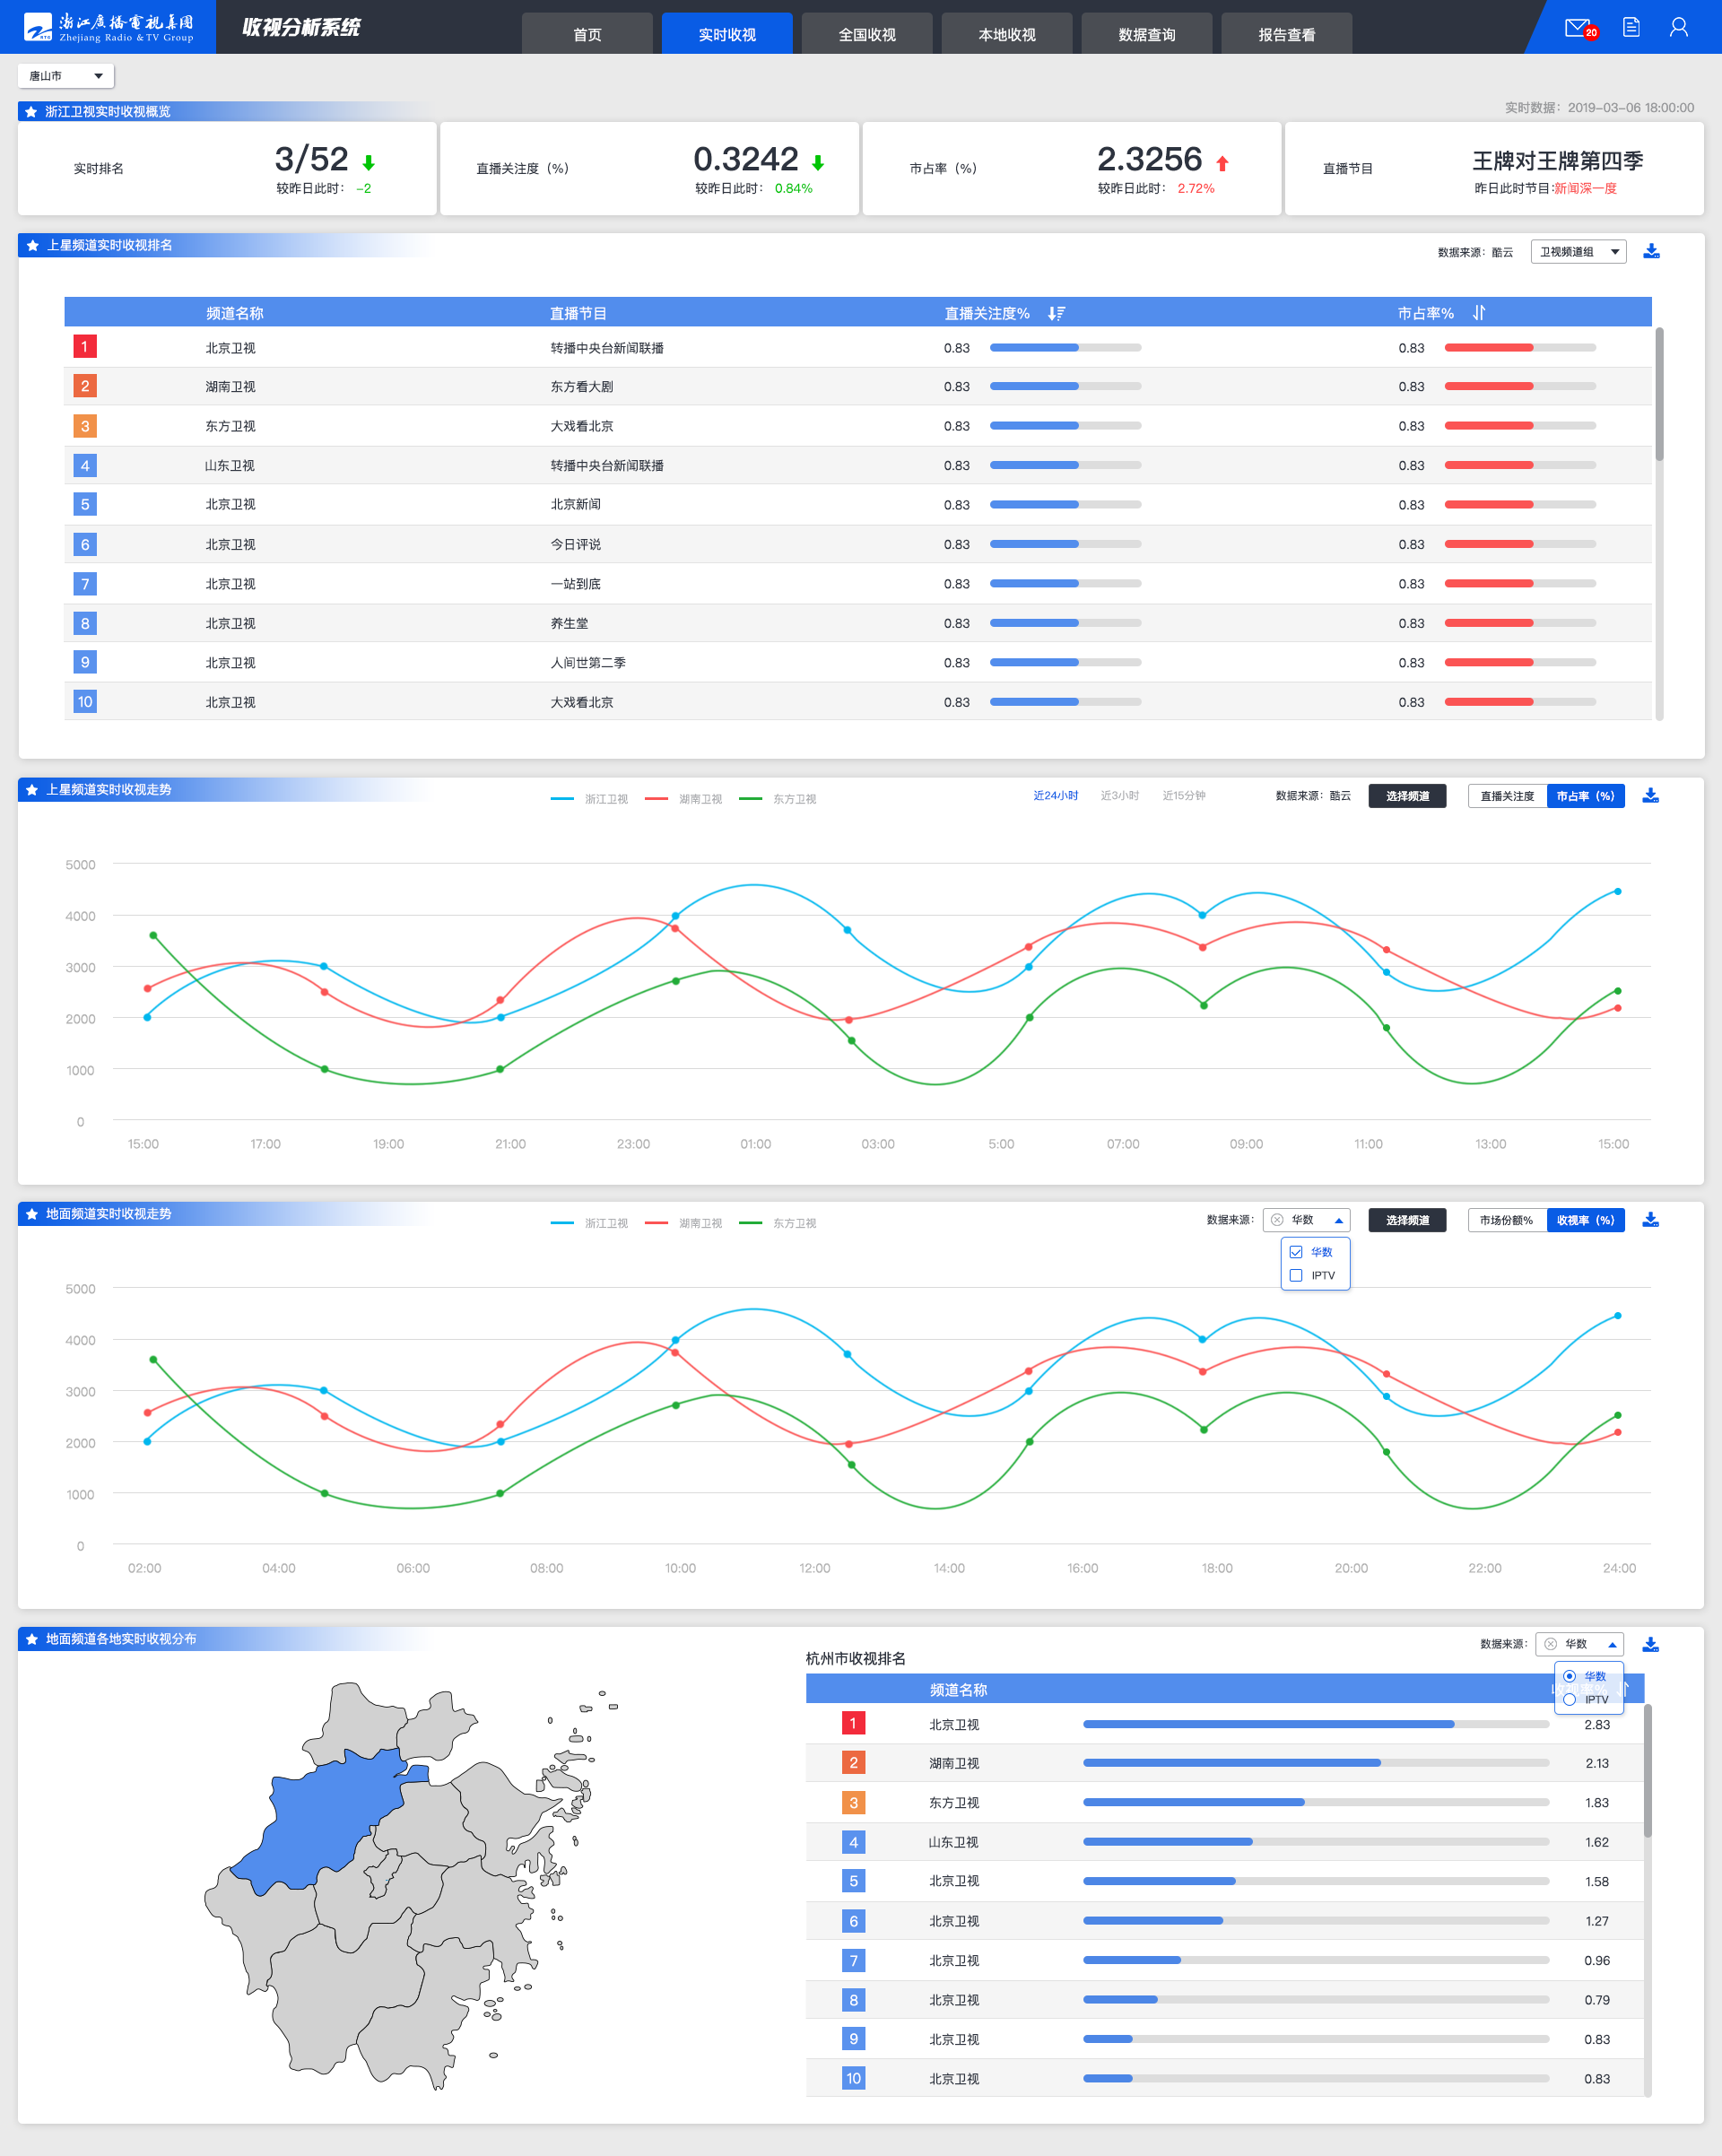 浙江廣播電視集團
Zhejiang Radio & TV Group
收视分析系统
首页
实时收视
全国收视
本地收视
数据查询
报告查看
20
唐山市
浙江卫视实时收视概览
实时数据：2019-03-06 18:00:00
实时排名
3/52
较昨日此时： -2
直播关注度（%）
0.3242
较昨日此时： 0.84%
市占率（%）
2.3256
较昨日此时： 2.72%
直播节目
王牌对王牌第四季
昨日此时节目:新闻深一度
上星频道实时收视排名
数据来源：酷云
卫视频道组
频道名称 直播节目 直播关注度% 市占率%
1 北京卫视 转播中央台新闻联播 0.83 0.83
2 湖南卫视 东方看大剧 0.83 0.83
3 东方卫视 大戏看北京 0.83 0.83
4 山东卫视 转播中央台新闻联播 0.83 0.83
5 北京卫视 北京新闻 0.83 0.83
6 北京卫视 今日评说 0.83 0.83
7 北京卫视 一站到底 0.83 0.83
8 北京卫视 养生堂 0.83 0.83
9 北京卫视 人间世第二季 0.83 0.83
10 北京卫视 大戏看北京 0.83 0.83
上星频道实时收视走势
浙江卫视 湖南卫视 东方卫视
近24小时 近3小时 近15分钟
数据来源：酷云
选择频道
直播关注度 市占率（%）
5000
4000
3000
2000
1000
0
15:00 17:00 19:00 21:00 23:00 01:00 03:00 5:00 07:00 09:00 11:00 13:00 15:00
地面频道实时收视走势
浙江卫视 湖南卫视 东方卫视
数据来源： 华数
选择频道
市场份额% 收视率（%）
华数
IPTV
5000
4000
3000
2000
1000
0
02:00 04:00 06:00 08:00 10:00 12:00 14:00 16:00 18:00 20:00 22:00 24:00
地面频道各地实时收视分布
数据来源： 华数
华数
IPTV
杭州市收视排名
频道名称 收视率%
1 北京卫视 2.83
2 湖南卫视 2.13
3 东方卫视 1.83
4 山东卫视 1.62
5 北京卫视 1.58
6 北京卫视 1.27
7 北京卫视 0.96
8 北京卫视 0.79
9 北京卫视 0.83
10 北京卫视 0.83